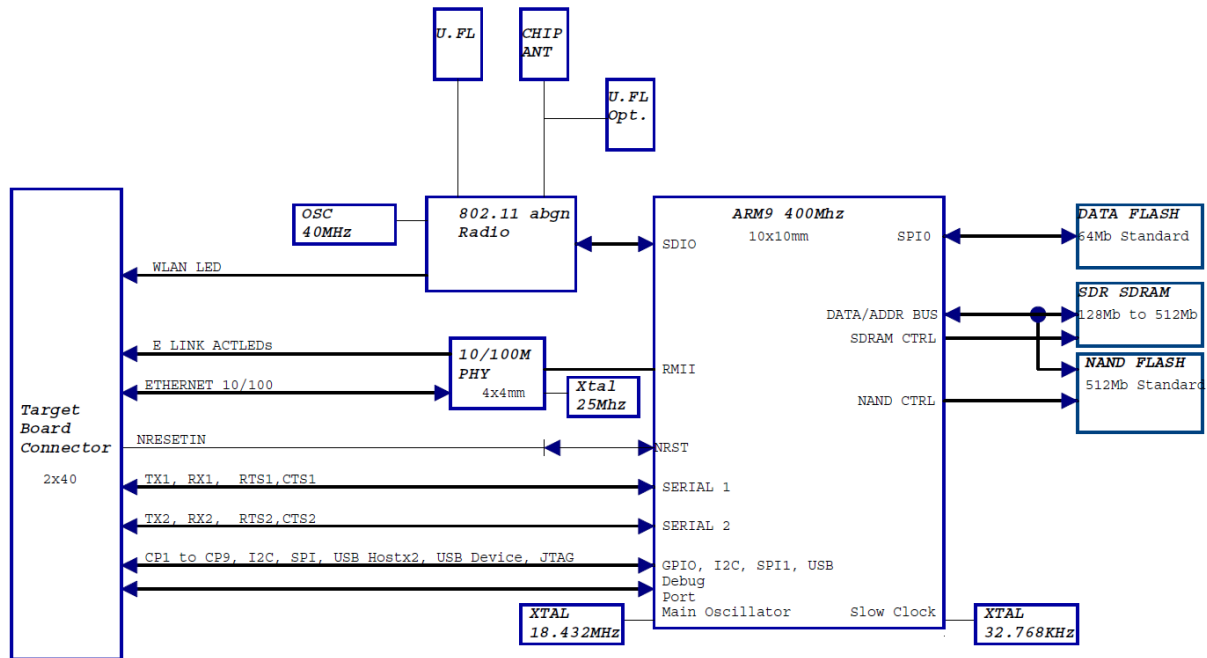 U.FL
CHIP
ANT
U.FL
Opt.
OSC
40MHz
802.11 abgn
Radio
ARM9 400Mhz
10x10mm
SDIO
SPI0
DATA FLASH
64Mb Standard
WLAN LED
SDR SDRAM
128Mb to 512Mb
DATA/ADDR BUS
SDRAM CTRL
E LINK ACTLEDs
10/100M
PHY
4x4mm
RMII
NAND FLASH
512Mb Standard
ETHERNET 10/100
Xtal
25Mhz
NAND CTRL
Target
Board
Connector
2x40
NRESETIN
NRST
TX1, RX1, RTS1,CTS1
SERIAL 1
TX2, RX2, RTS2,CTS2
SERIAL 2
CP1 to CP9, I2C, SPI, USB Hostx2, USB Device, JTAG
GPIO, I2C, SPI1, USB
Debug
Port
Main Oscillator
Slow Clock
XTAL
18.432MHz
XTAL
32.768KHz